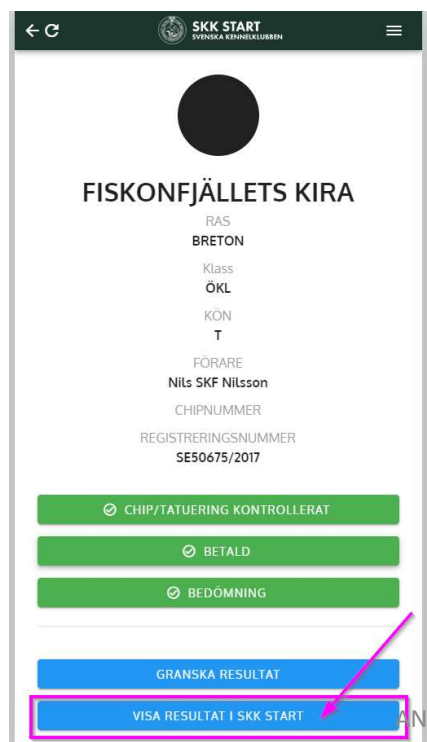 SKK START
SVENSKA KENNELKLUBBEN
FISKONFJÄLLETS KIRA
RAS
BRETON
Klass
ÖKL
KÖN
T
FÖRARE
Nils SKF Nilsson
CHIPNUMMER
REGISTRERINGSNUMMER
SE50675/2017
CHIP/TATUERING KONTROLLERAT
BETALD
BEDÖMNING
GRANSKA RESULTAT
VISA RESULTAT I SKK START
AN